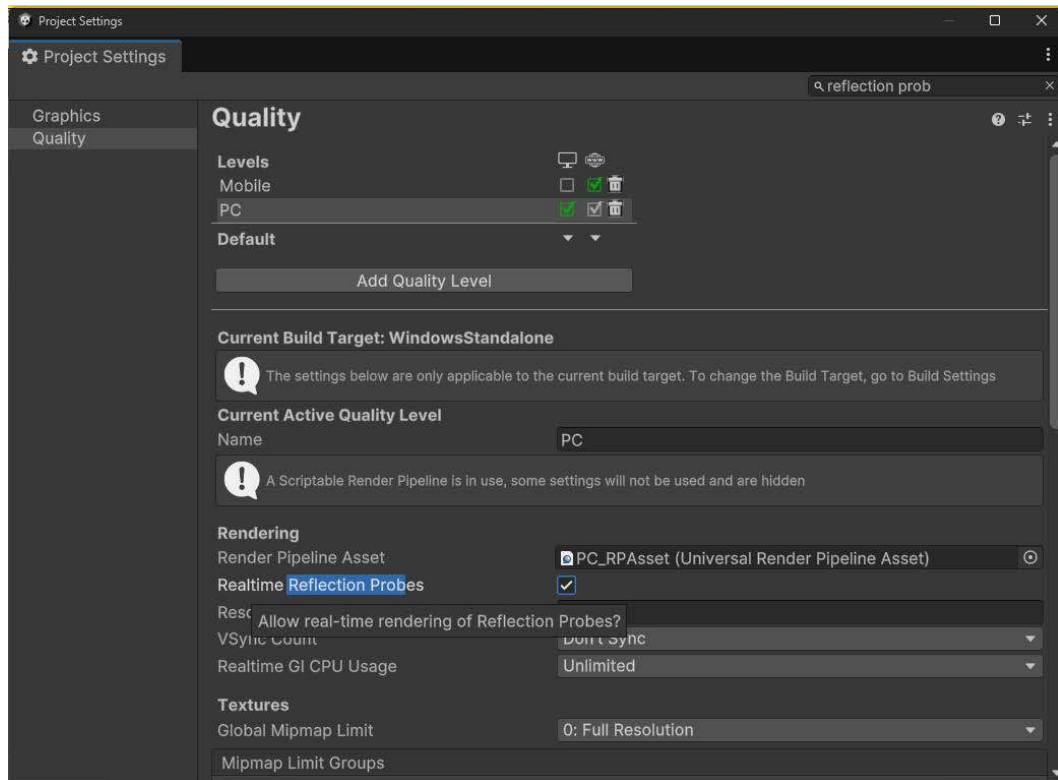 Project Settings
Project Settings
reflection prob
Graphics
Quality
Quality
Levels
Mobile
PC
Default
Add Quality Level
Current Build Target: WindowsStandalone
The settings below are only applicable to the current build target. To change the Build Target, go to Build Settings
Current Active Quality Level
Name PC
A Scriptable Render Pipeline is in use, some settings will not be used and are hidden
Rendering
Render Pipeline Asset PC_RPAsset (Universal Render Pipeline Asset)
Realtime Reflection Probes
Allow real-time rendering of Reflection Probes?
VSync Count Don't Sync
Realtime GI CPU Usage Unlimited
Textures
Global Mipmap Limit 0: Full Resolution
Mipmap Limit Groups